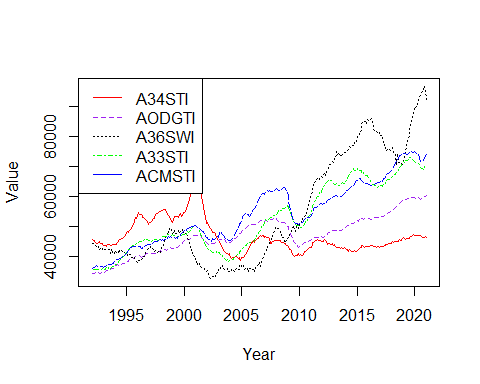 A34STI
AODGTI
A36SWI
A33STI
ACMSTI
Value
80000
60000
40000
1995 2000 2005 2010 2015 2020
Year